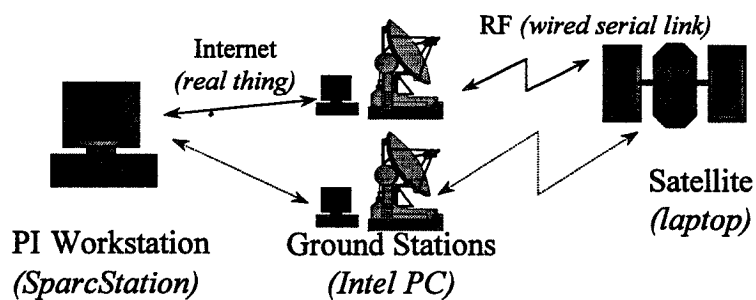 Internet
(real thing)
RF (wired serial link)
PI Workstation
(SparcStation)
Ground Stations
(Intel PC)
Satellite
(laptop)